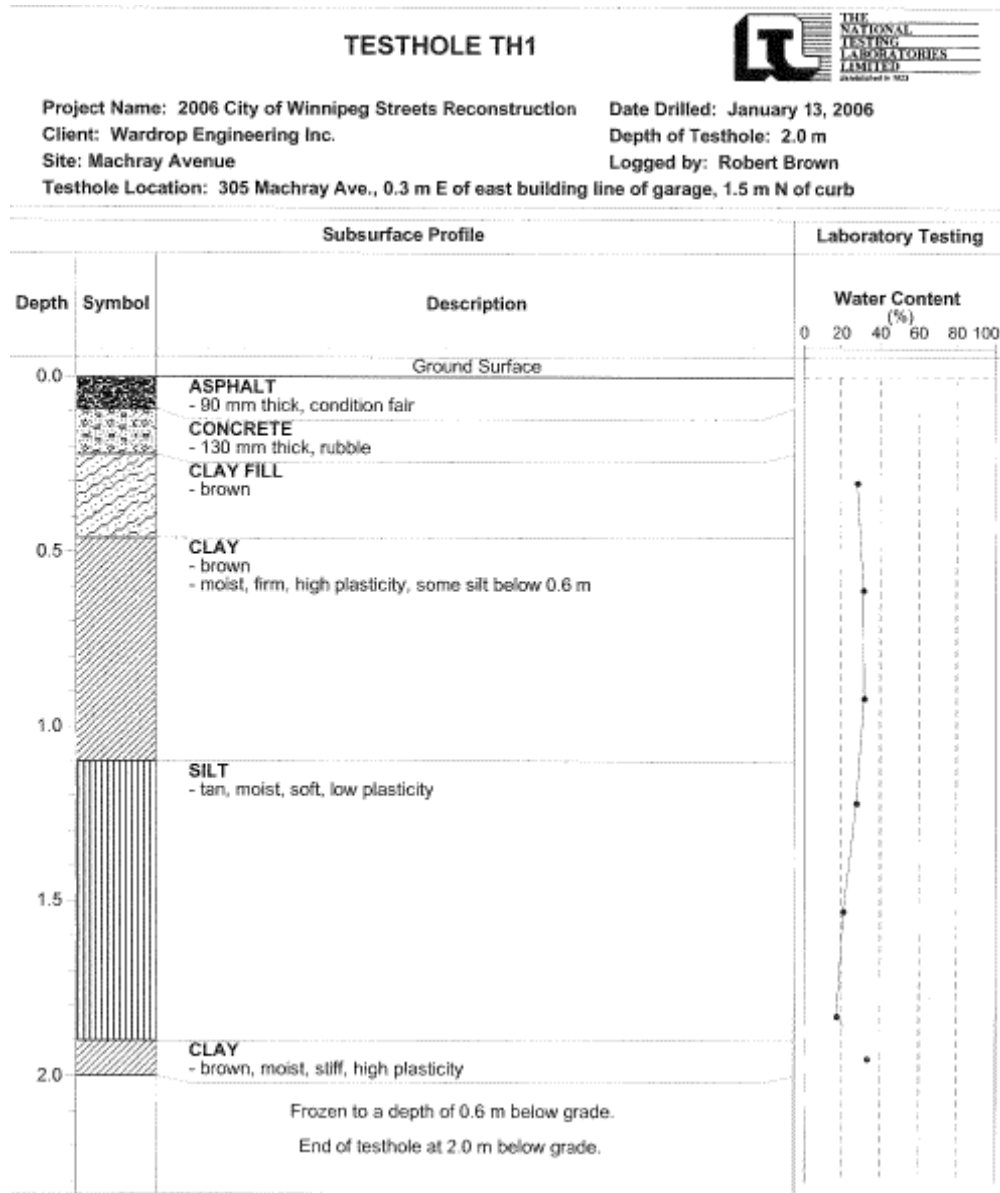 TESTHOLE TH1
THE
NATIONAL
TESTING
LABORATORIES
LIMITED
Established in 1923
Project Name: 2006 City of Winnipeg Streets Reconstruction
Date Drilled: January 13, 2006
Client: Wardrop Engineering Inc.
Depth of Testhole: 2.0 m
Site: Machray Avenue
Logged by: Robert Brown
Testhole Location: 305 Machray Ave., 0.3 m E of east building line of garage, 1.5 m N of curb
Subsurface Profile
Laboratory Testing
Depth
Symbol
Description
Water Content
(%)
0 20 40 60 80 100
Ground Surface
0.0
ASPHALT
- 90 mm thick, condition fair
CONCRETE
- 130 mm thick, rubble
CLAY FILL
- brown
0.5
CLAY
- brown
- moist, firm, high plasticity, some silt below 0.6 m
1.0
SILT
- tan, moist, soft, low plasticity
1.5
CLAY
- brown, moist, stiff, high plasticity
2.0
Frozen to a depth of 0.6 m below grade.
End of testhole at 2.0 m below grade.